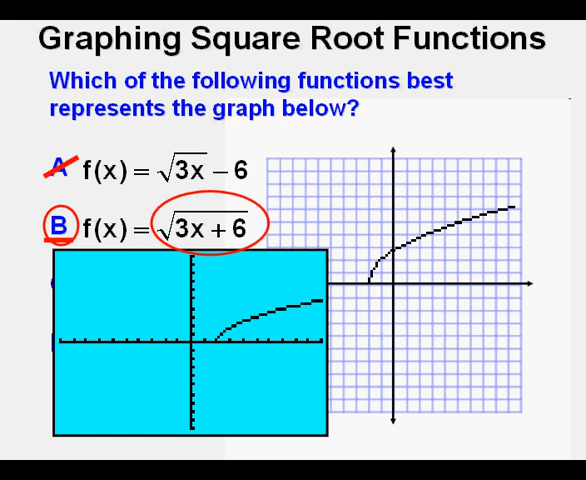 Graphing Square Root Functions
Which of the following functions best
represents the graph below?
A f(x) = √3x − 6
B f(x) = √3x + 6